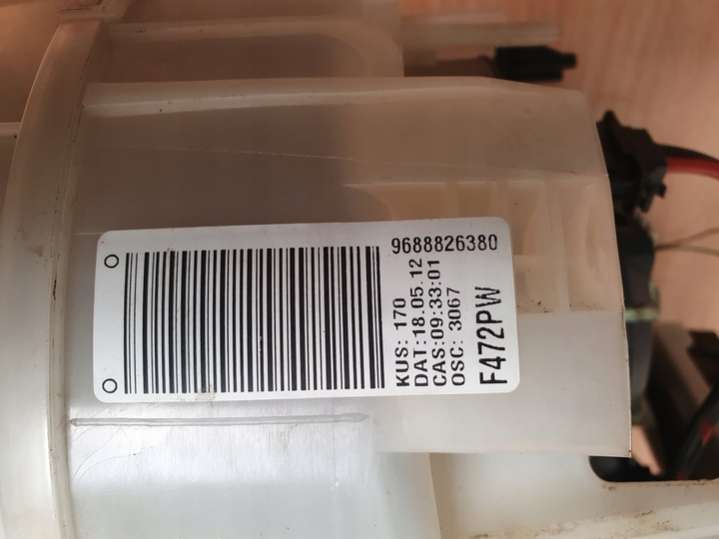 9688826380
KUS: 170
DAT:18.05.12
CAS:09:33:01
OSC: 3067
F472PW